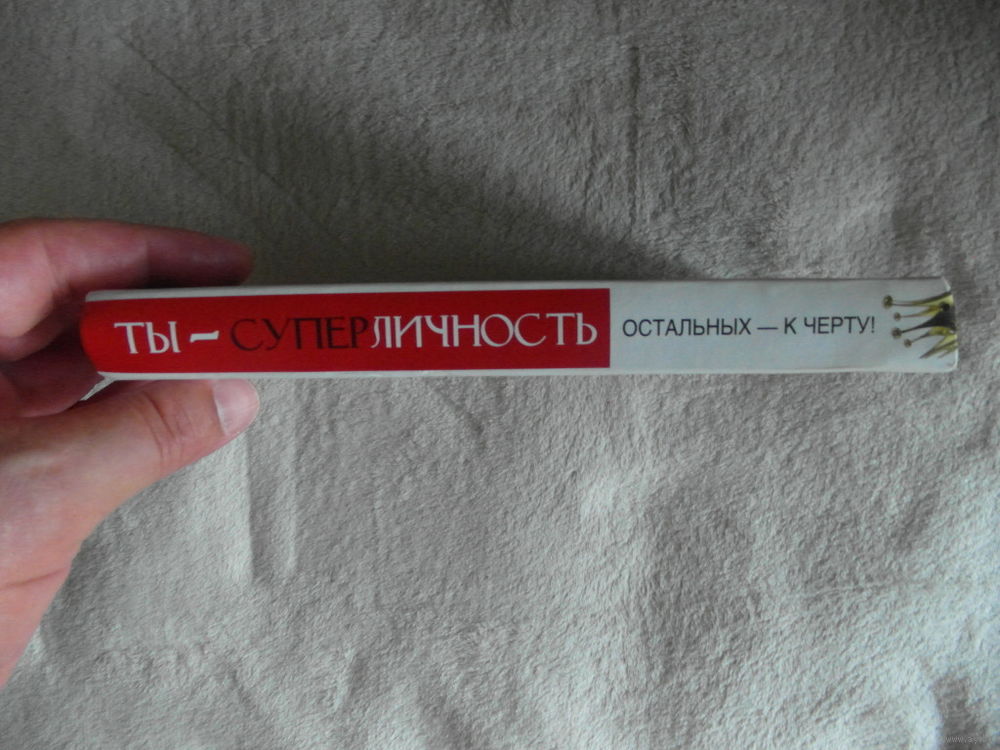 ТЫ – СУПЕРЛИЧНОСТЬ ОСТАЛЬНЫХ — К ЧЕРТУ!